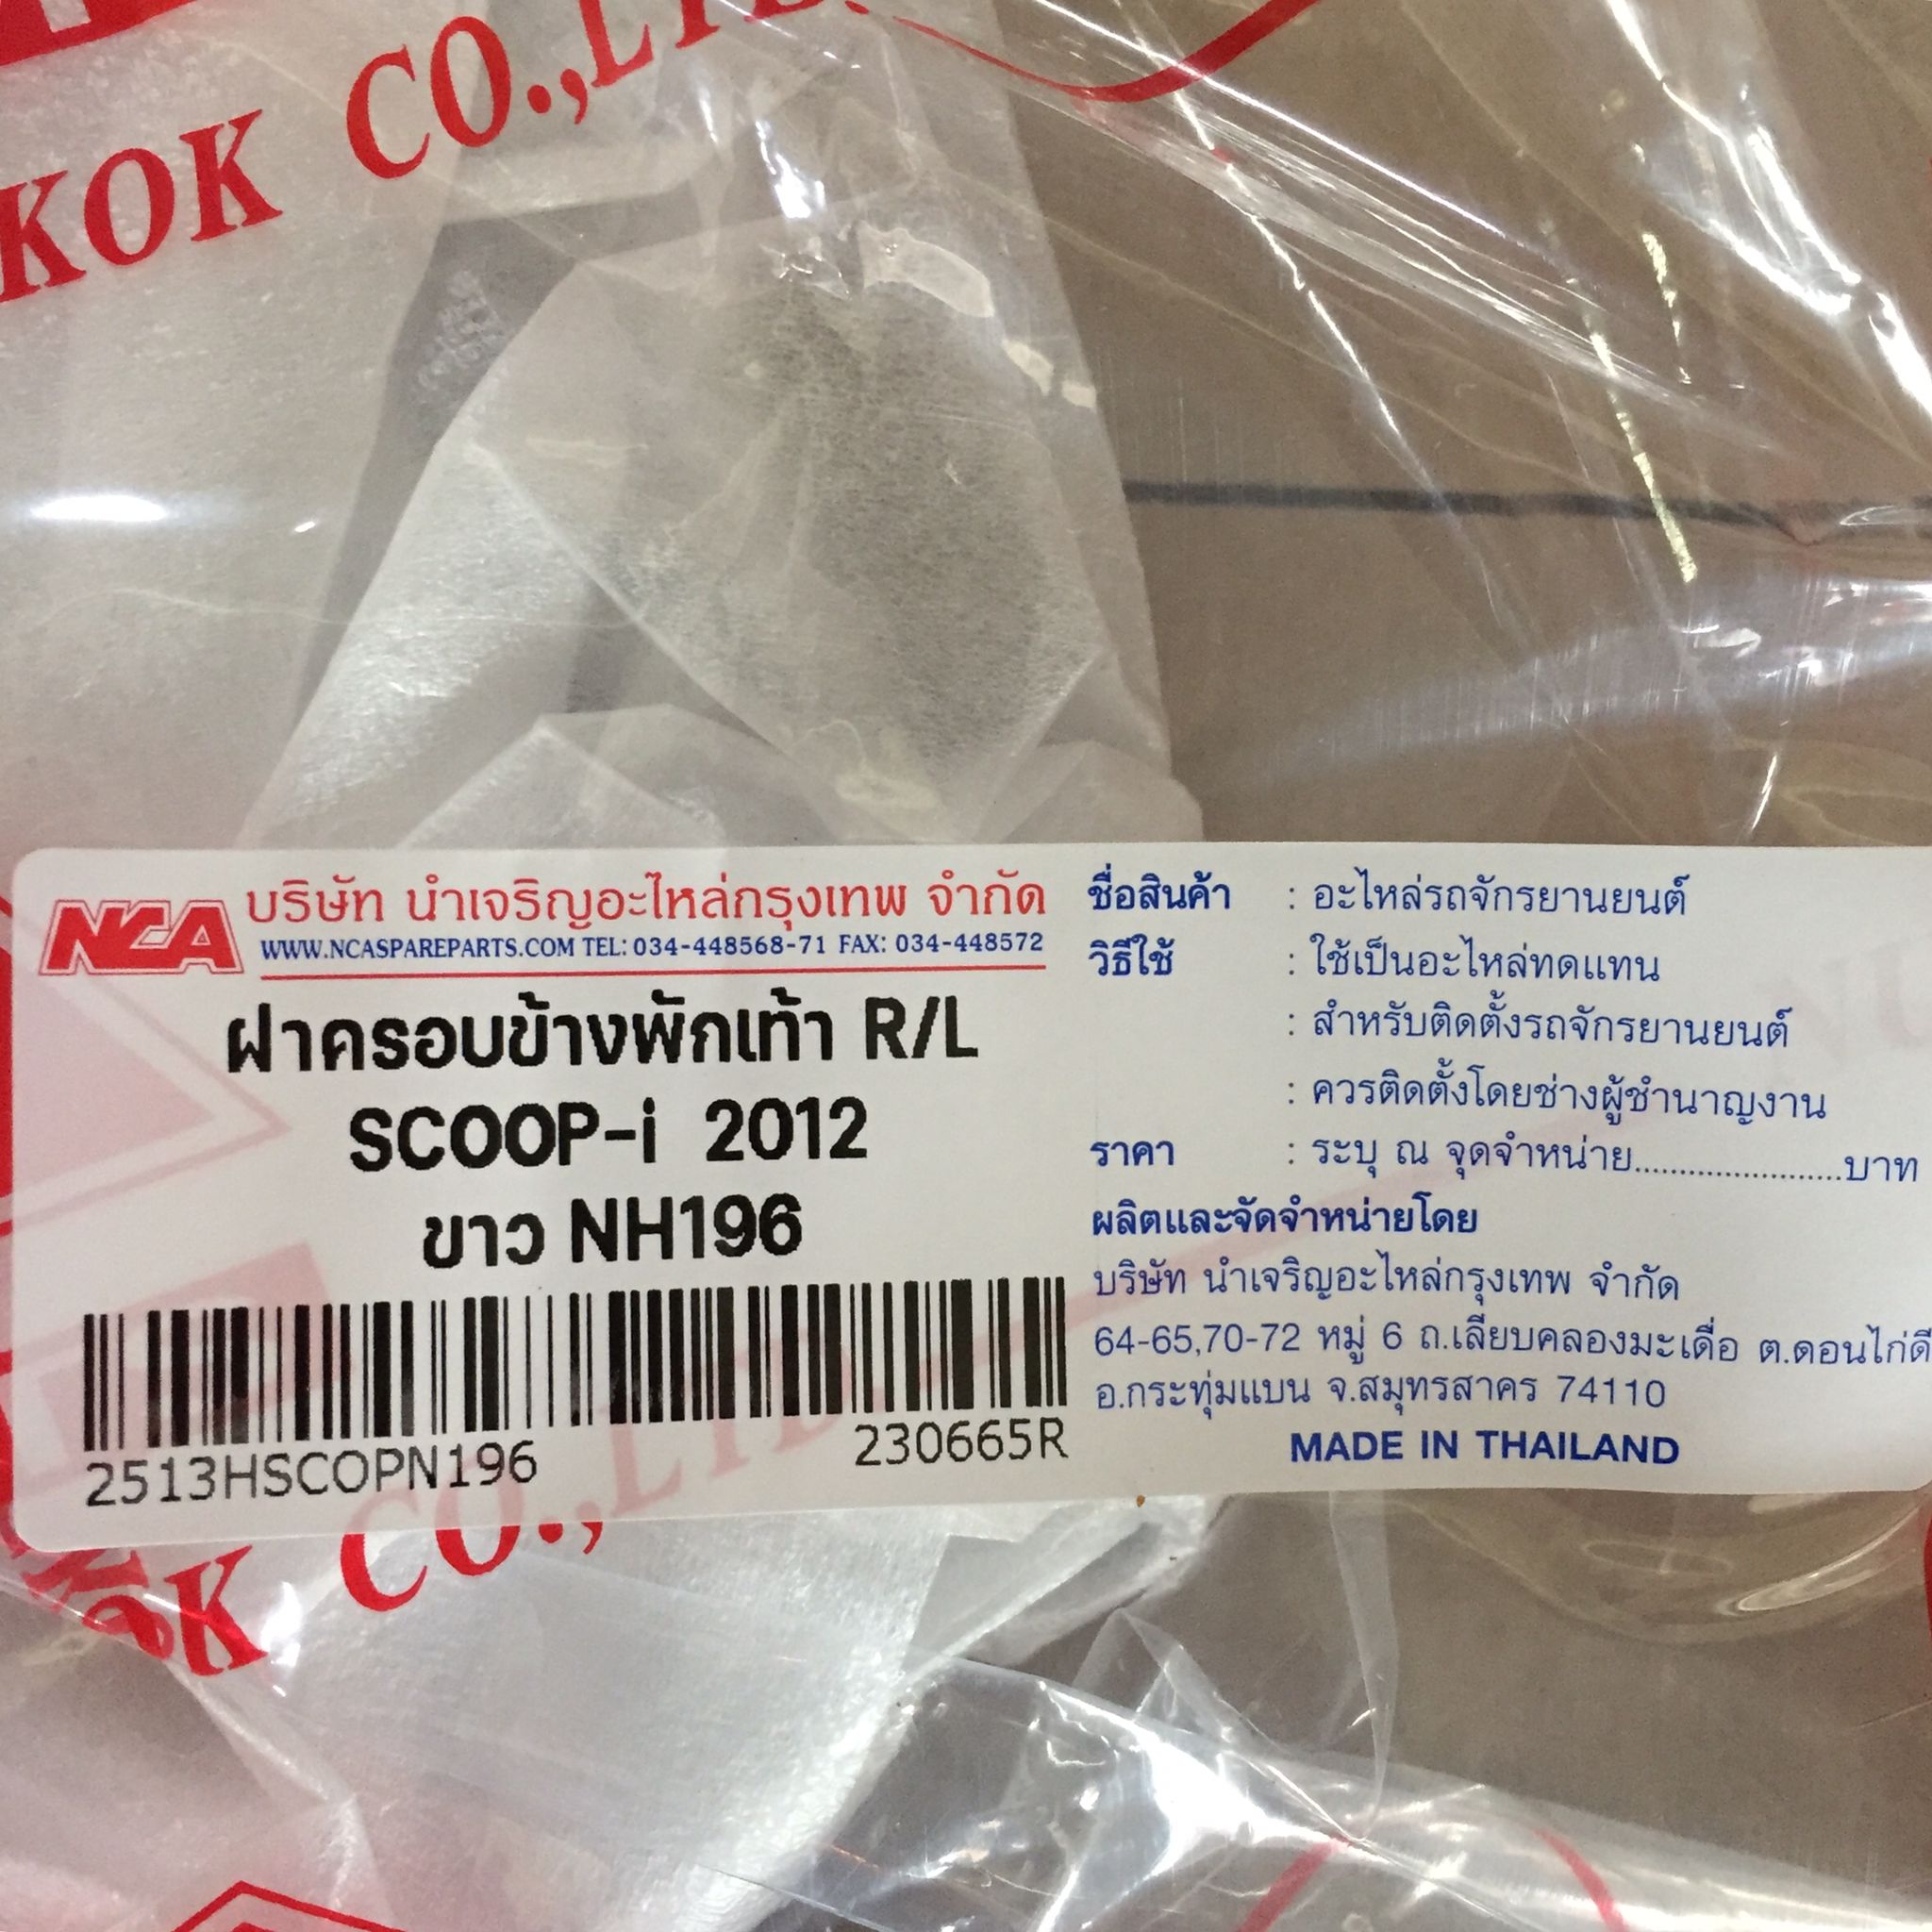 KOK CO.,LTD
NCA
บริษัท นำเจริญอะไหล่กรุงเทพ จำกัด
WWW.NCASPAREPARTS.COM TEL: 034-448568-71 FAX: 034-448572
ฝาครอบข้างพักเท้า R/L
SCOOP-i 2012
ขาว NH196
2513HSCOPN196 230665R
ชื่อสินค้า : อะไหล่รถจักรยานยนต์
วิธีใช้ : ใช้เป็นอะไหล่ทดแทน
: สำหรับติดตั้งรถจักรยานยนต์
: ควรติดตั้งโดยช่างผู้ชำนาญงาน
ราคา : ระบุ ณ จุดจำหน่าย.......................บาท
ผลิตและจัดจำหน่ายโดย
บริษัท นำเจริญอะไหล่กรุงเทพ จำกัด
64-65,70-72 หมู่ 6 ถ.เลียบคลองมะเดื่อ ต.ดอนไก่ดี
อ.กระทุ่มแบน จ.สมุทรสาคร 74110
MADE IN THAILAND
OK CO.,LTD